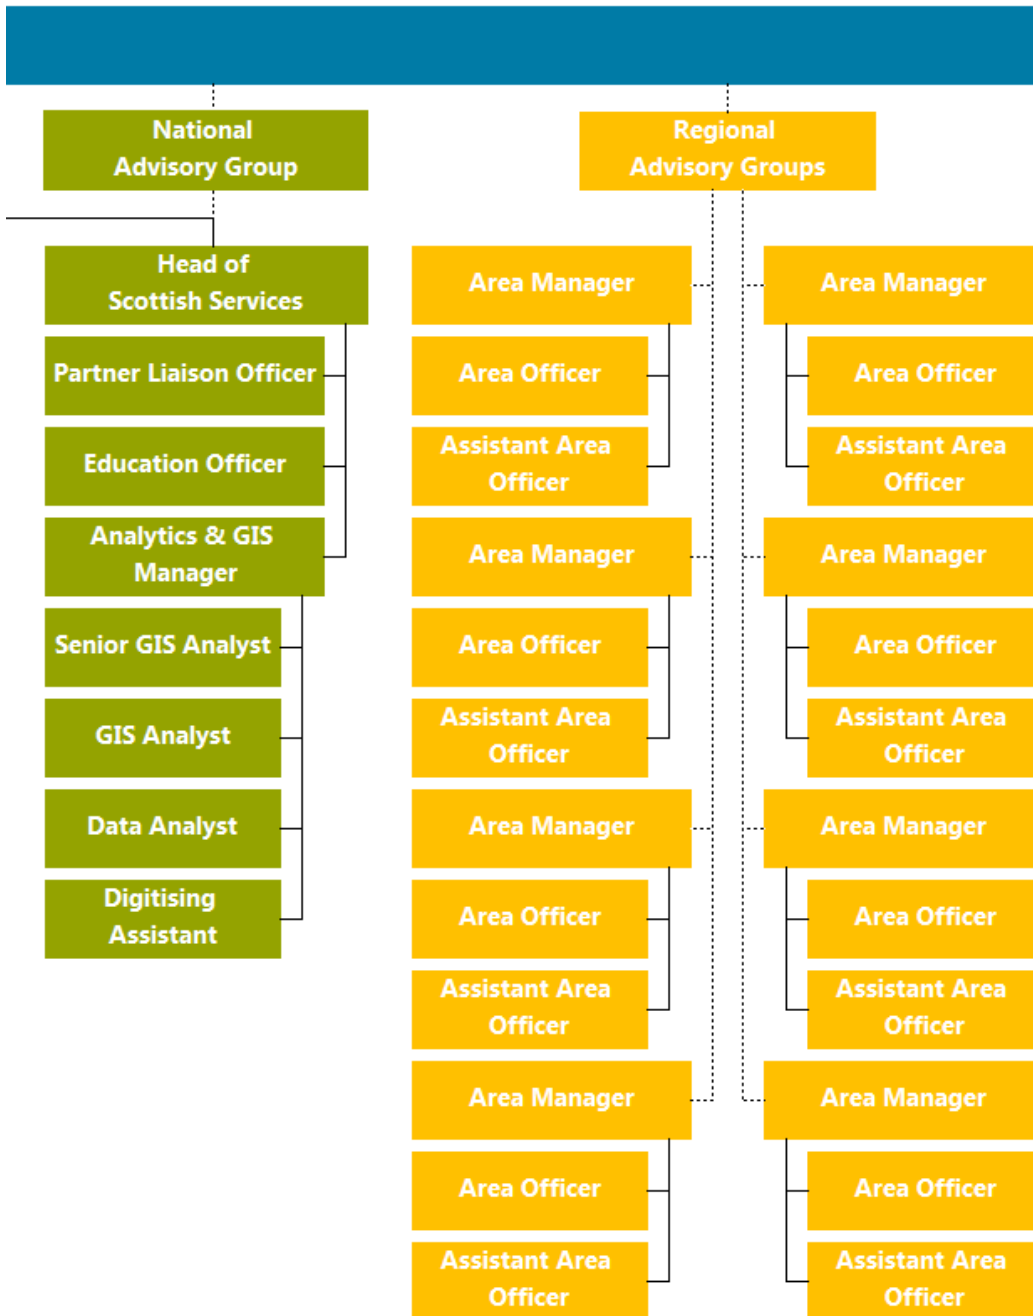 National
Advisory Group
Regional
Advisory Groups
Head of
Scottish Services
Partner Liaison Officer
Education Officer
Analytics & GIS
Manager
Senior GIS Analyst
GIS Analyst
Data Analyst
Digitising
Assistant
Area Manager
Area Officer
Assistant Area
Officer
Area Manager
Area Officer
Assistant Area
Officer
Area Manager
Area Officer
Assistant Area
Officer
Area Manager
Area Officer
Assistant Area
Officer
Area Manager
Area Officer
Assistant Area
Officer
Area Manager
Area Officer
Assistant Area
Officer
Area Manager
Area Officer
Assistant Area
Officer
Area Manager
Area Officer
Assistant Area
Officer